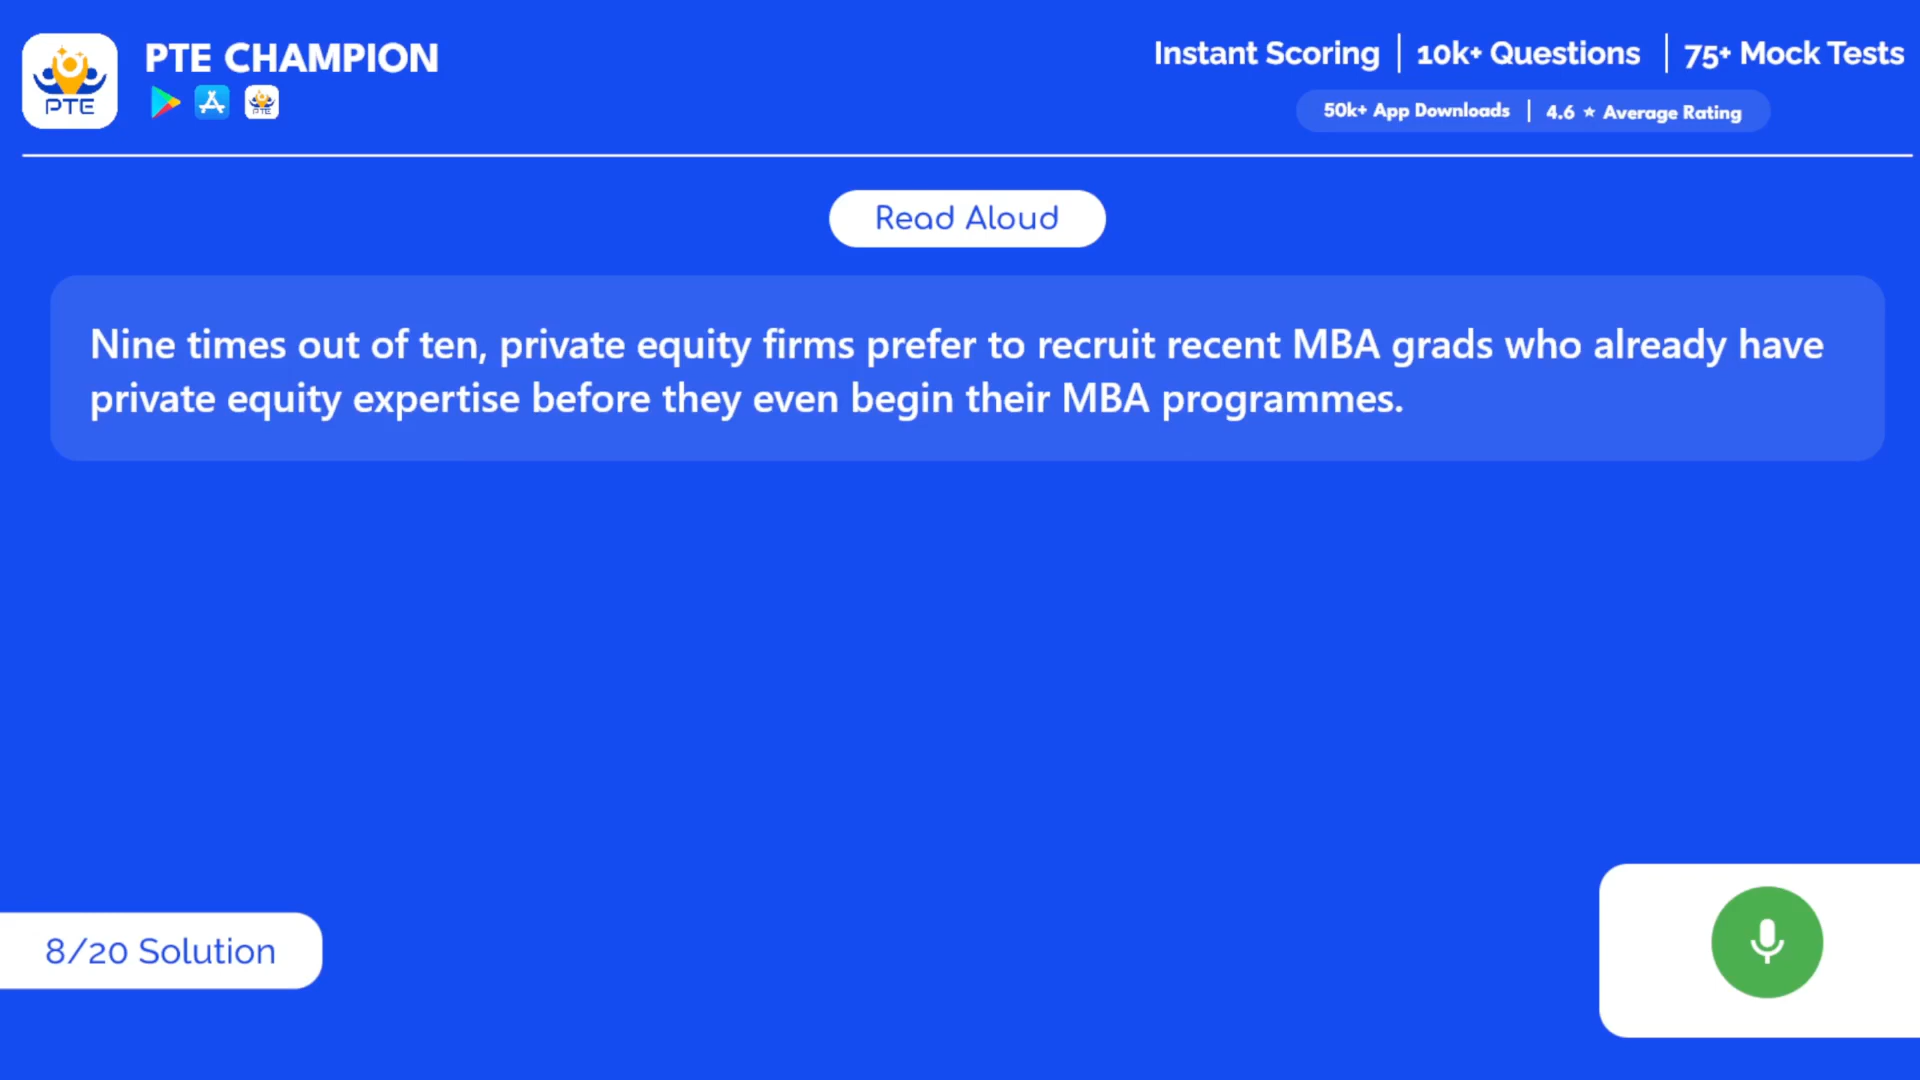 PTE CHAMPION
PTE
PTE
Instant Scoring | 10k+ Questions | 75+ Mock Tests
50k+ App Downloads | 4.6 ★ Average Rating
Read Aloud
Nine times out of ten, private equity firms prefer to recruit recent MBA grads who already have
private equity expertise before they even begin their MBA programmes.
8/20 Solution